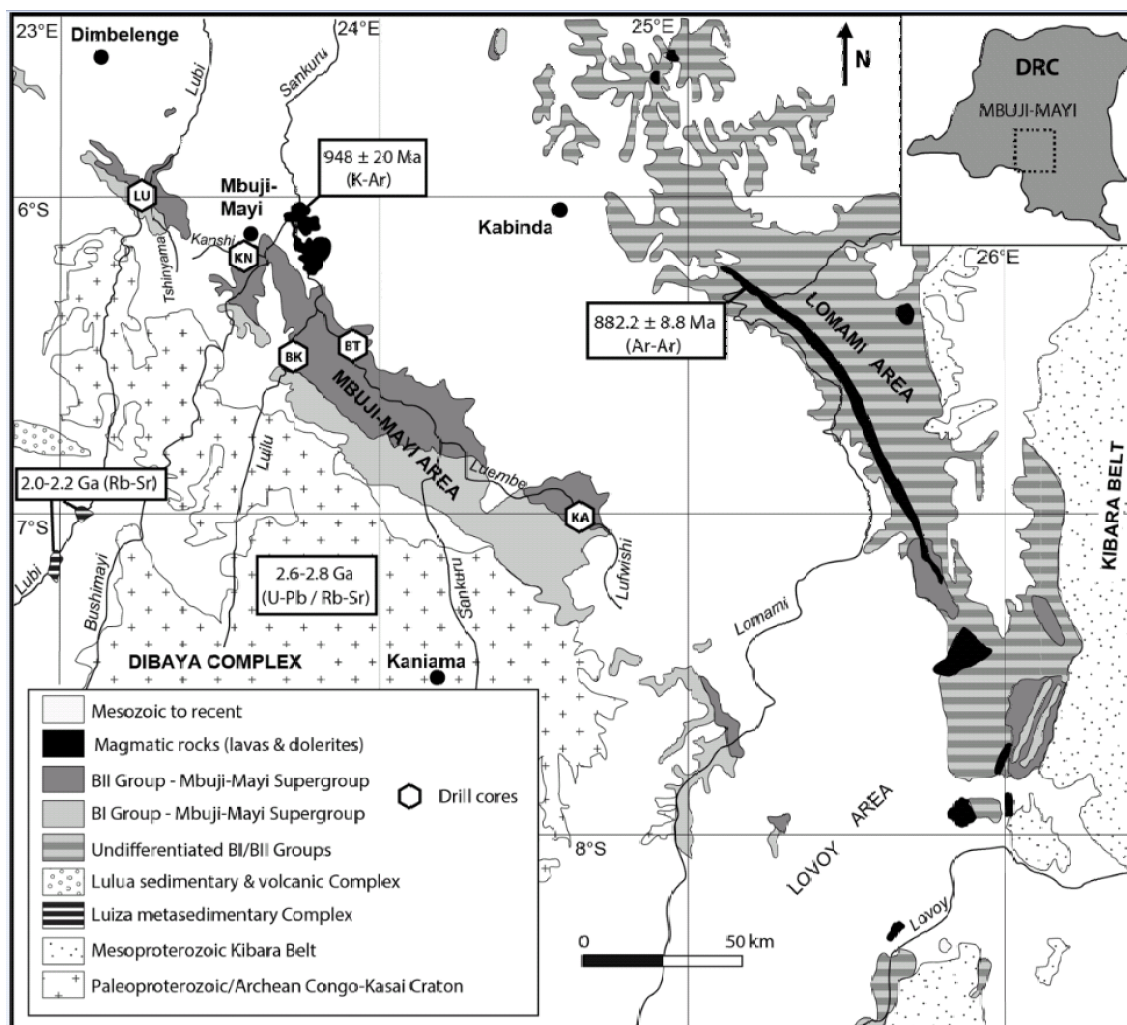 23°E
24°E
25°E
Dimbelenge
Lubi
Sankuru
N
DRC
MBUJI-MAYI
948 ± 20 Ma
(K-Ar)
LU
6°S
Mbuji-
Mayi
Kanshi
KN
Tshinyama
Kabinda
26°E
882.2 ± 8.8 Ma
(Ar-Ar)
LOMAMI AREA
BK
BT
MBUJI-MAYI AREA
Luilu
Luembe
KA
2.0-2.2 Ga (Rb-Sr)
7°S
KIBARA BELT
Lubi
Bushimayi
2.6-2.8 Ga
(U-Pb / Rb-Sr)
Sankuru
Lufwishi
Lomami
DIBAYA COMPLEX
Kaniama
Mesozoic to recent
Magmatic rocks (lavas & dolerites)
BII Group - Mbuji-Mayi Supergroup
Drill cores
BI Group - Mbuji-Mayi Supergroup
Undifferentiated BI/BII Groups
Lulua sedimentary & volcanic Complex
Luiza metasedimentary Complex
Mesoproterozoic Kibara Belt
Paleoproterozoic/Archean Congo-Kasai Craton
8°S
LOVOY AREA
Lovoy
0 50 km